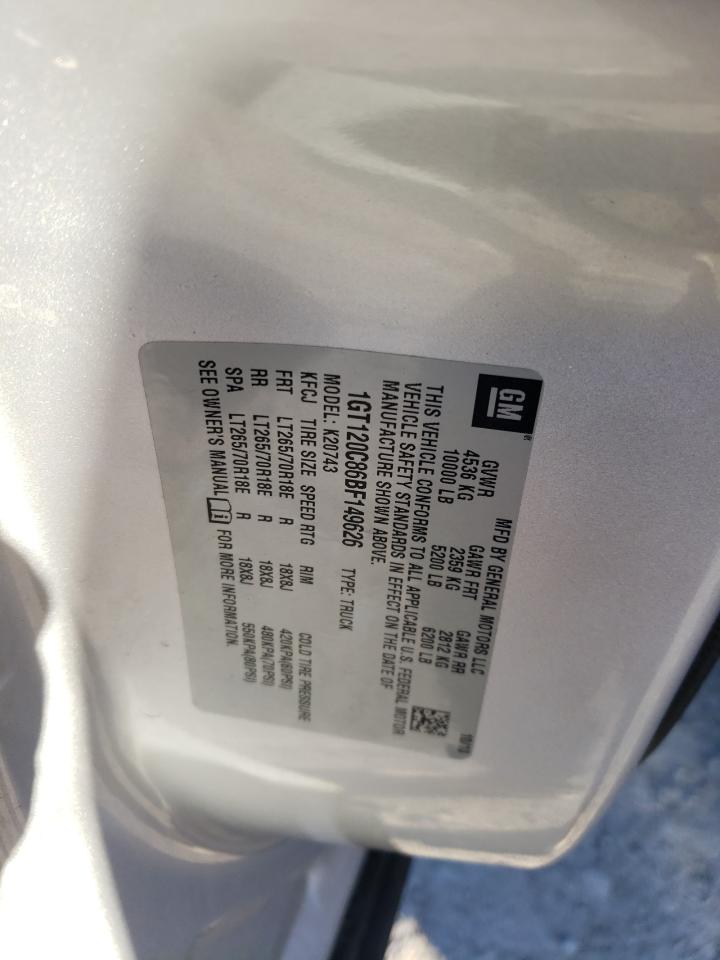 GM
MFD BY GENERAL MOTORS LLC 10/10
GVWR GAWR FRT GAWR RR
4536 KG 2359 KG 2812 KG
10000 LB 5200 LB 6200 LB
THIS VEHICLE CONFORMS TO ALL APPLICABLE U.S. FEDERAL MOTOR
VEHICLE SAFETY STANDARDS IN EFFECT ON THE DATE OF
MANUFACTURE SHOWN ABOVE.
1GT120C86BF149626 TYPE: TRUCK
MODEL: K20743
KFCJ TIRE SIZE SPEED RTG RIM COLD TIRE PRESSURE
FRT LT265/70R18E R 18X8J 420KPA(60PSI)
RR LT265/70R18E R 18X8J 480KPA(70PSI)
SPA LT265/70R18E R 18X8J 550KPA(80PSI)
SEE OWNER'S MANUAL FOR MORE INFORMATION.